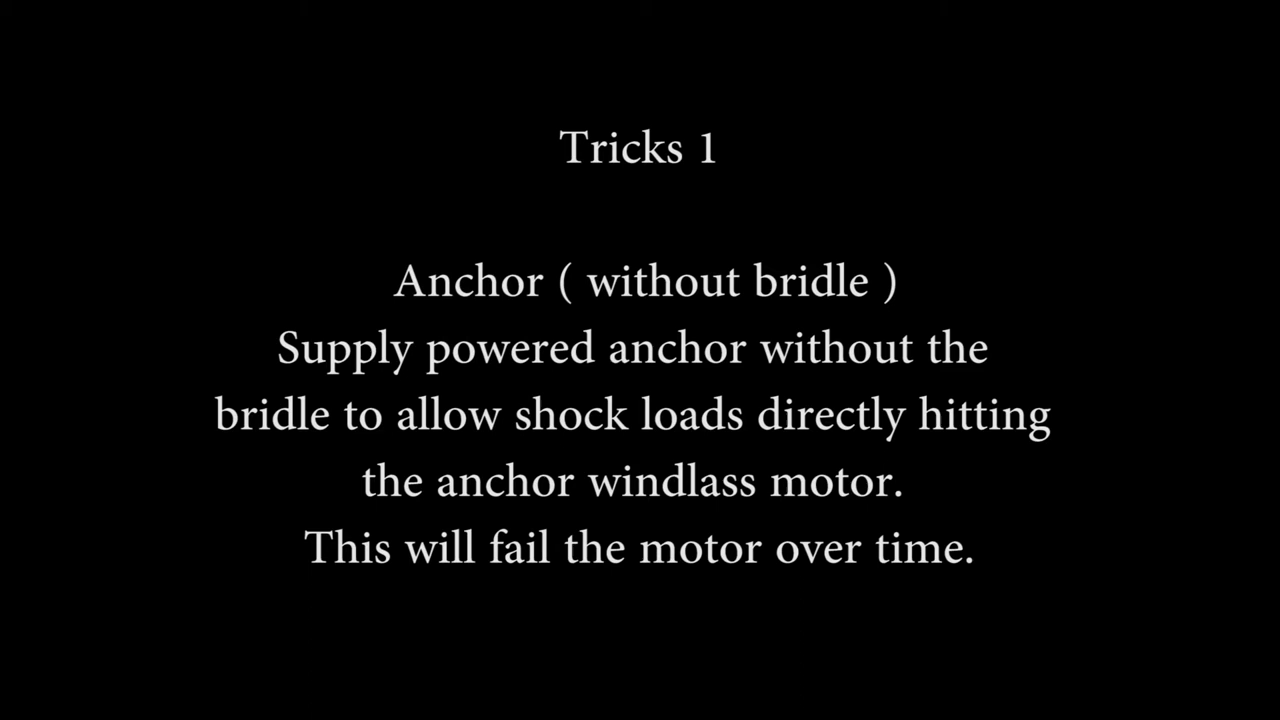 Tricks 1
Anchor ( without bridle )
Supply powered anchor without the
bridle to allow shock loads directly hitting
the anchor windlass motor.
This will fail the motor over time.